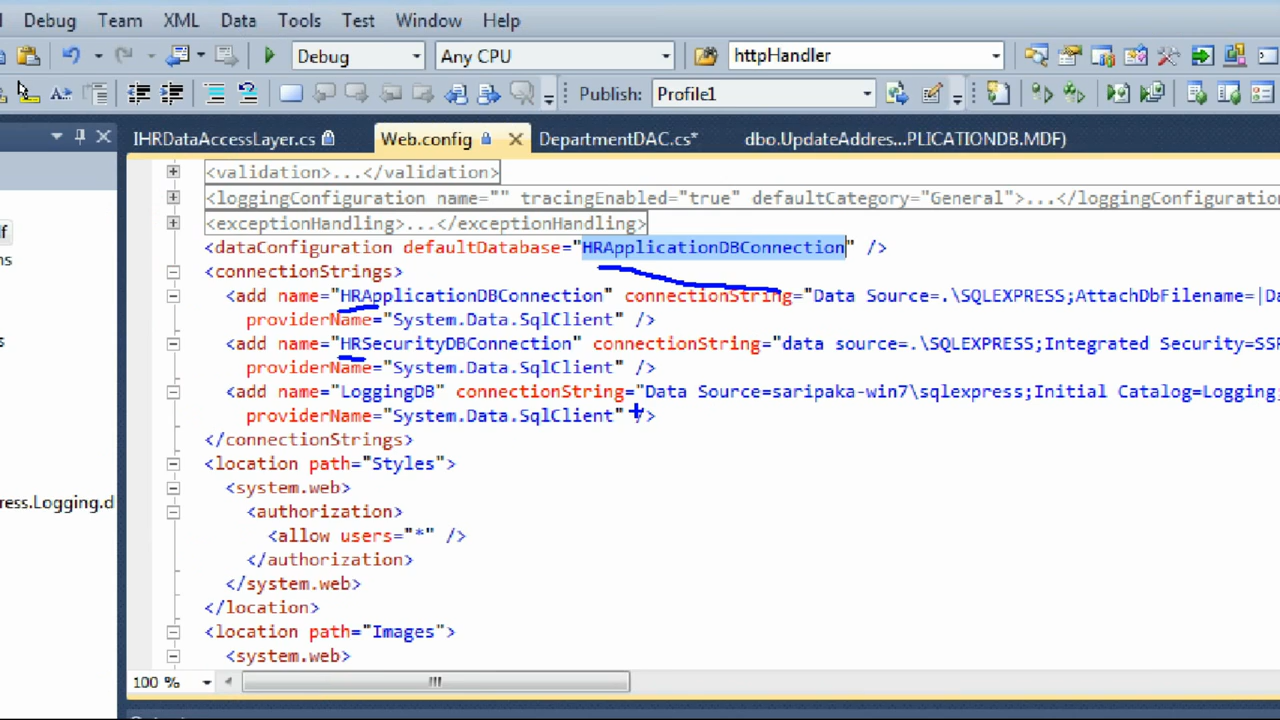 Debug Team XML Data Tools Test Window Help
Debug Any CPU httpHandler
Publish: Profile1
IHRDataAccessLayer.cs Web.config DepartmentDAC.cs* dbo.UpdateAddres...PLICATIONDB.MDF)
<validation>...</validation>
<loggingConfiguration name="" tracingEnabled="true" defaultCategory="General">...</loggingConfiguration
<exceptionHandling>...</exceptionHandling>
<dataConfiguration defaultDatabase="HRApplicationDBConnection" />
<connectionStrings>
<add name="HRApplicationDBConnection" connectionString="Data Source=.\SQLEXPRESS;AttachDbFilename=|Da
providerName="System.Data.SqlClient" />
<add name="HRSecurityDBConnection" connectionString="data source=.\SQLEXPRESS;Integrated Security=SSP
providerName="System.Data.SqlClient" />
<add name="LoggingDB" connectionString="Data Source=saripaka-win7\sqlexpress;Initial Catalog=Logging;
providerName="System.Data.SqlClient" />
</connectionStrings>
<location path="Styles">
<system.web>
<authorization>
<allow users="*" />
</authorization>
</system.web>
</location>
<location path="Images">
<system.web>
ress.Logging.d
100 %